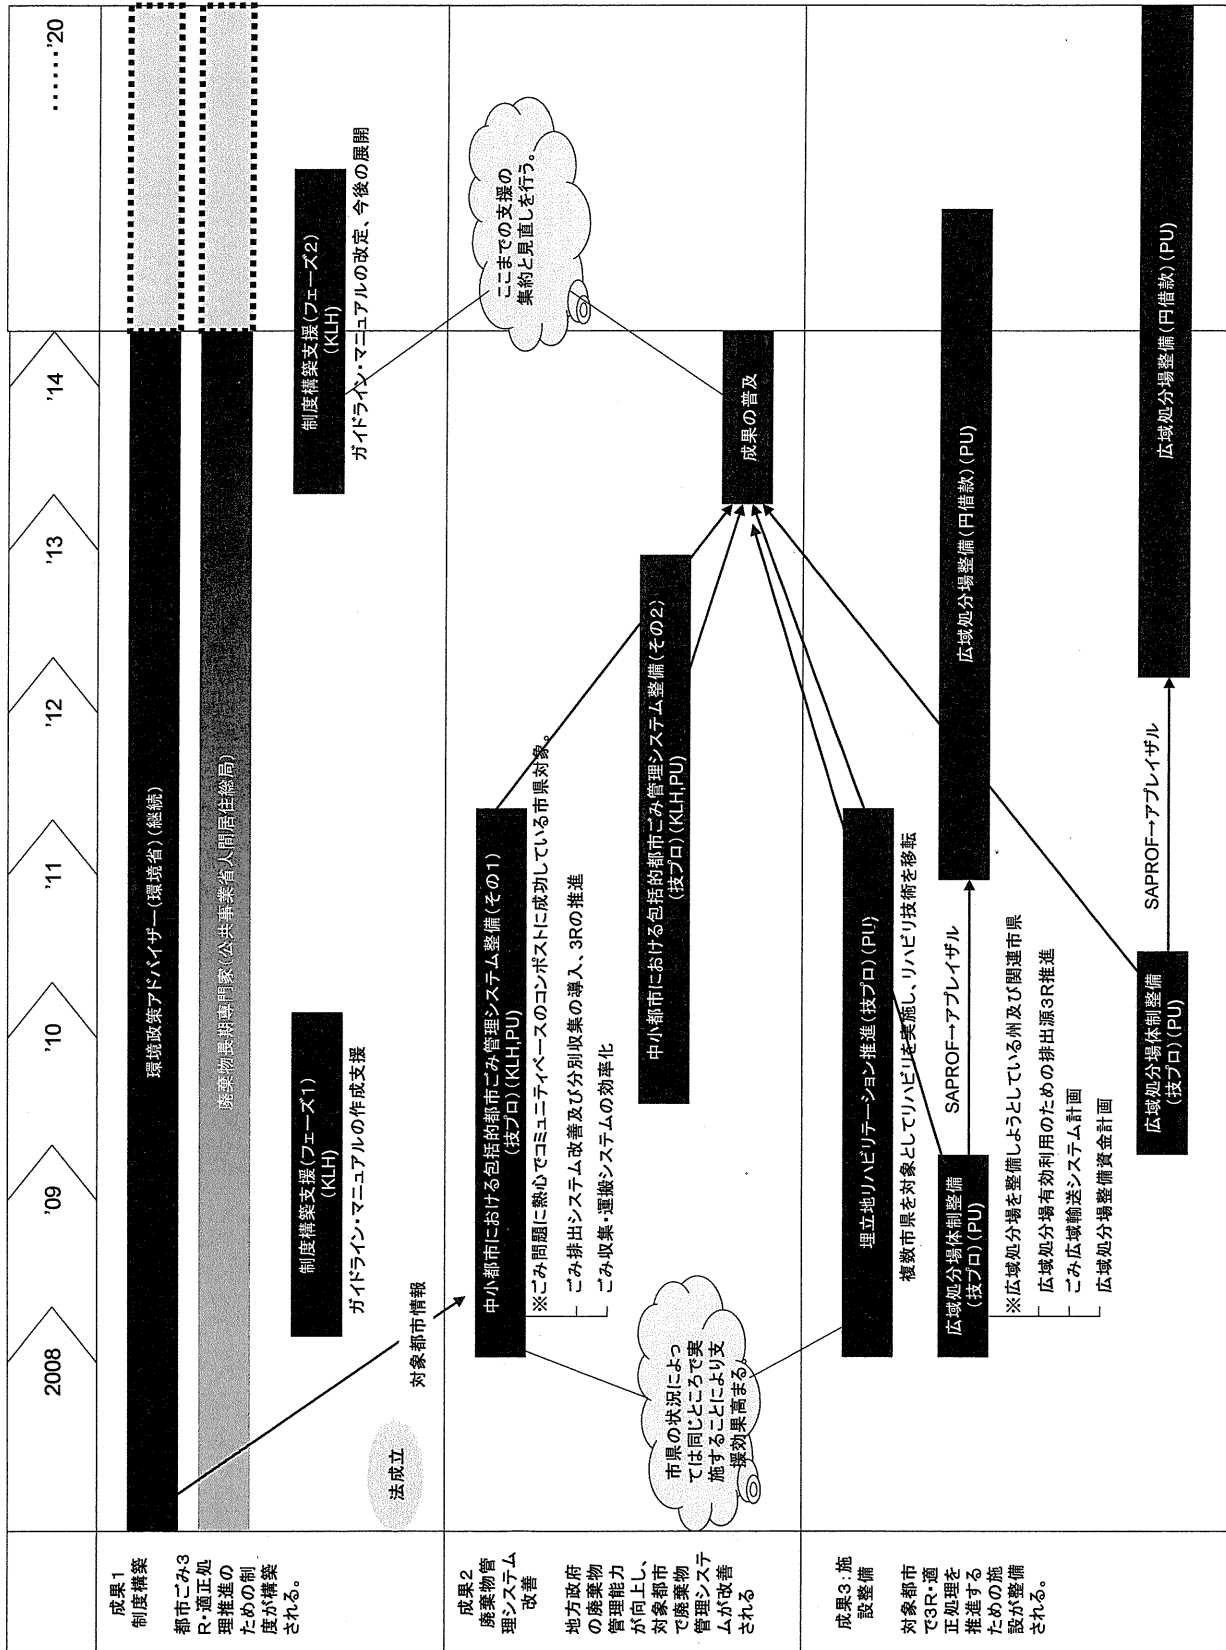 2008
'09
'10
'11
'12
'13
'14
……'20
成果1
制度構築
都市ごみ3
R・適正処
理推進の
ための制
度が構築
される。
環境政策アドバイザー(環境省)(継続)
廃棄物長期専門家(公共事業省人間居住総局)
制度構築支援(フェーズ1)
(KLH)
ガイドライン・マニュアルの作成支援
制度構築支援(フェーズ2)
(KLH)
ガイドライン・マニュアルの改定、今後の展開
法成立
対象都市情報
成果2
廃棄物管
理システム
改善
地方政府
の廃棄物
管理能力
が向上し、
対象都市
で廃棄物
管理システ
ムが改善
される
中小都市における包括的都市ごみ管理システム整備(その1)
(技プロ)(KLH,PU)
※ごみ問題に熱心でコミュニティベースのコンポストに成功している市県対象。
ごみ排出システム改善及び分別収集の導入、3Rの推進
ごみ収集・運搬システムの効率化
中小都市における包括的都市ごみ管理システム整備(その2)
(技プロ)(KLH,PU)
成果の普及
ここまでの支援の
集約と見直しを行う。
市県の状況によっ
ては同じところで実
施することにより支
援効果高まる。
成果3:施
設整備
対象都市
で3R・適
正処理を
推進する
ための施
設が整備
される。
埋立地リハビリテーション推進(技プロ)(PU)
複数市県を対象としてリハビリを実施し、リハビリ技術を移転
広域処分場体制整備
(技プロ)(PU)
SAPROF→アプレイザル
広域処分場整備(円借款)(PU)
※広域処分場を整備しようとしている州及び関連市県
広域処分場有効利用のための排出源3R推進
ごみ広域輸送システム計画
広域処分場整備資金計画
広域処分場体制整備
(技プロ)(PU)
SAPROF→アプレイザル
広域処分場整備(円借款)(PU)